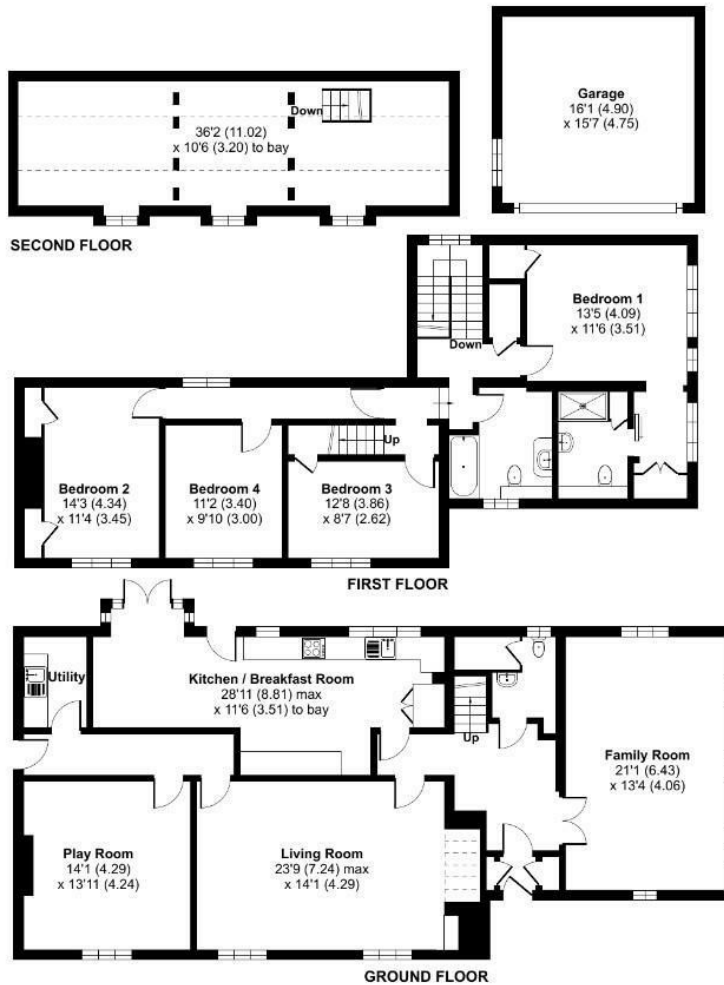 Garage
16'1 (4.90)
x 15'7 (4.75)
Down
36'2 (11.02)
x 10'6 (3.20) to bay
SECOND FLOOR
Bedroom 1
13'5 (4.09)
x 11'6 (3.51)
Down
Up
Bedroom 2
14'3 (4.34)
x 11'4 (3.45)
Bedroom 4
11'2 (3.40)
x 9'10 (3.00)
Bedroom 3
12'8 (3.86)
x 8'7 (2.62)
FIRST FLOOR
Utility
Kitchen / Breakfast Room
28'11 (8.81) max
x 11'6 (3.51) to bay
Up
Family Room
21'1 (6.43)
x 13'4 (4.06)
Play Room
14'1 (4.29)
x 13'11 (4.24)
Living Room
23'9 (7.24) max
x 14'1 (4.29)
GROUND FLOOR